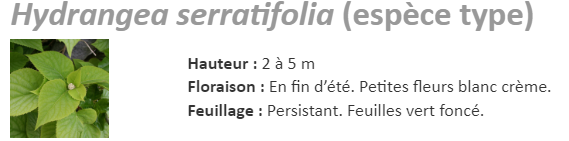 Hydrangea serratifolia (espèce type)
Hauteur : 2 à 5 m
Floraison : En fin d’été. Petites fleurs blanc crème.
Feuillage : Persistant. Feuilles vert foncé.